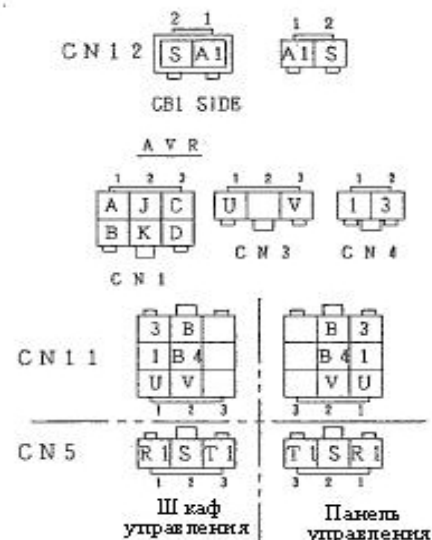 2 1 1 2
CN12 S A1 A1 S
CB1 SIDE
A V R
1 2 3 1 2 3 1 2
A J C U V 1 3
B K D
CN3 CN4
CN1
3 B B 3
CN11 1 B4 B4 1
U V V U
1 2 3 3 2 1
CN5 R1 S T1 T1 S R1
1 2 3 3 2 1
Шкаф Панель
управления управления